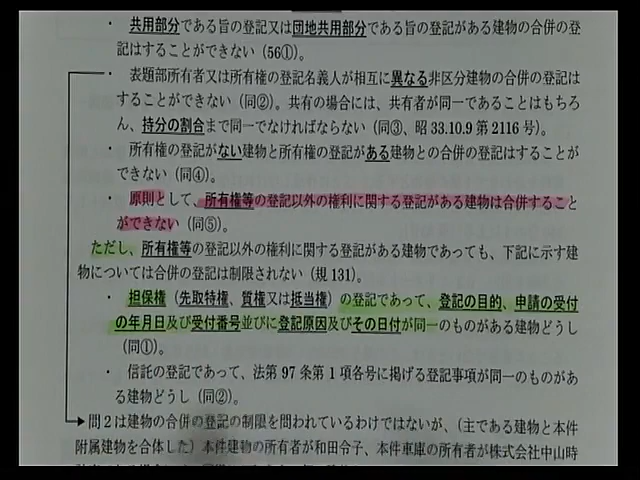 ・ 共用部分である旨の登記又は団地共用部分である旨の登記がある建物の合併の登
記はすることができない（56①）。
・ 表題部所有者又は所有権の登記名義人が相互に異なる非区分建物の合併の登記は
することができない（同②）。共有の場合には、共有者が同一であることはもちろ
ん、持分の割合まで同一でなければならない（同③、昭 33.10.9 第 2116 号）。
・ 所有権の登記がない建物と所有権の登記がある建物との合併の登記はすることが
できない（同④）。
・ 原則として、所有権等の登記以外の権利に関する登記がある建物は合併すること
ができない（同⑤）。
ただし、所有権等の登記以外の権利に関する登記がある建物であっても、下記に示す建
物については合併の登記は制限されない（規 131）。
・ 担保権（先取特権、質権又は抵当権）の登記であって、登記の目的、申請の受付
の年月日及び受付番号並びに登記原因及びその日付が同一のものがある建物どうし
（同①）。
・ 信託の登記であって、法第 97 条第 1 項各号に掲げる登記事項が同一のものがあ
る建物どうし（同②）。
問 2 は建物の合併の登記の制限を問われているわけではないが、（主である建物と本件
附属建物を合体した）本件建物の所有者が和田令子、本件車庫の所有者が株式会社中山時